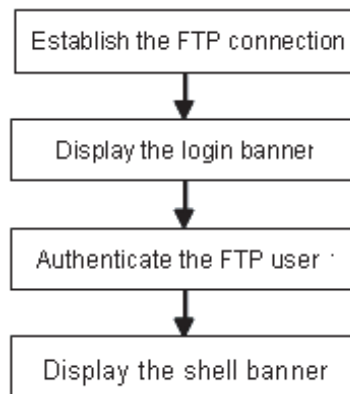 Establish the FTP connection
Display the login banner
Authenticate the FTP user
Display the shell banner